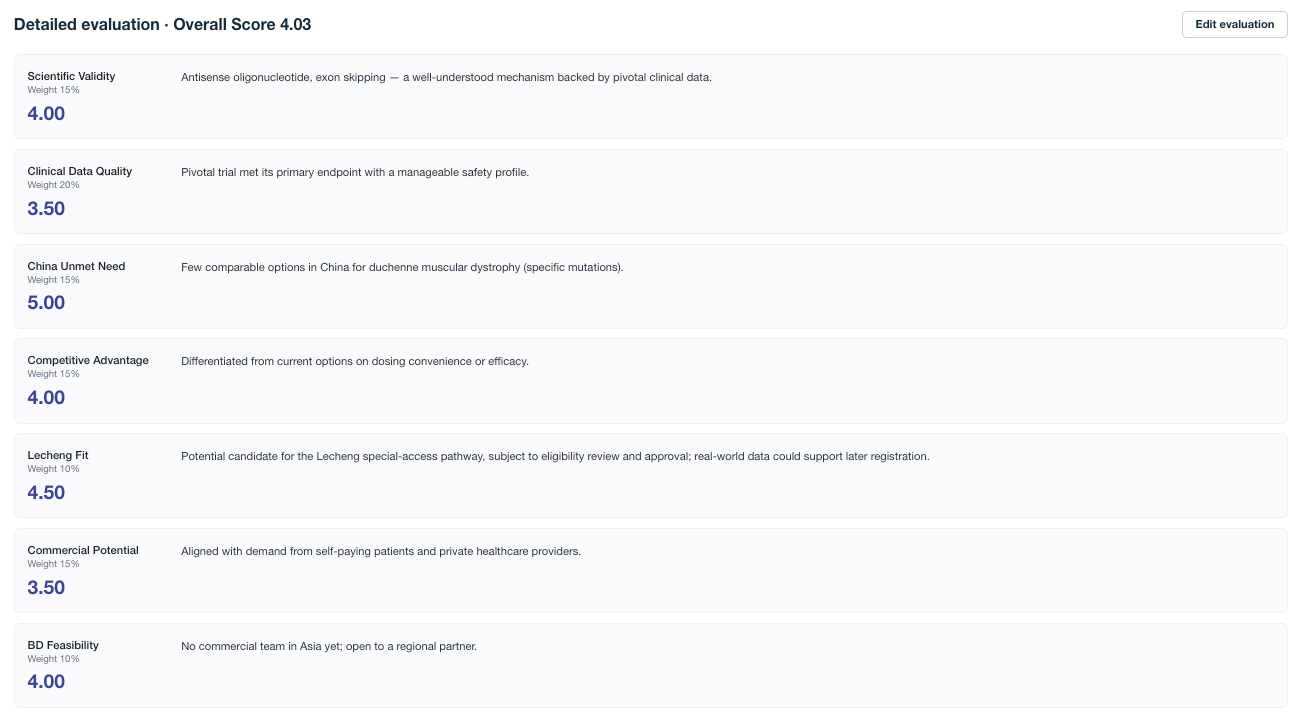 Detailed evaluation · Overall Score 4.03
Edit evaluation
Scientific Validity
Weight 15%
4.00
Antisense oligonucleotide, exon skipping — a well-understood mechanism backed by pivotal clinical data.
Clinical Data Quality
Weight 20%
3.50
Pivotal trial met its primary endpoint with a manageable safety profile.
China Unmet Need
Weight 15%
5.00
Few comparable options in China for duchenne muscular dystrophy (specific mutations).
Competitive Advantage
Weight 15%
4.00
Differentiated from current options on dosing convenience or efficacy.
Lecheng Fit
Weight 10%
4.50
Potential candidate for the Lecheng special-access pathway, subject to eligibility review and approval; real-world data could support later registration.
Commercial Potential
Weight 15%
3.50
Aligned with demand from self-paying patients and private healthcare providers.
BD Feasibility
Weight 10%
4.00
No commercial team in Asia yet; open to a regional partner.